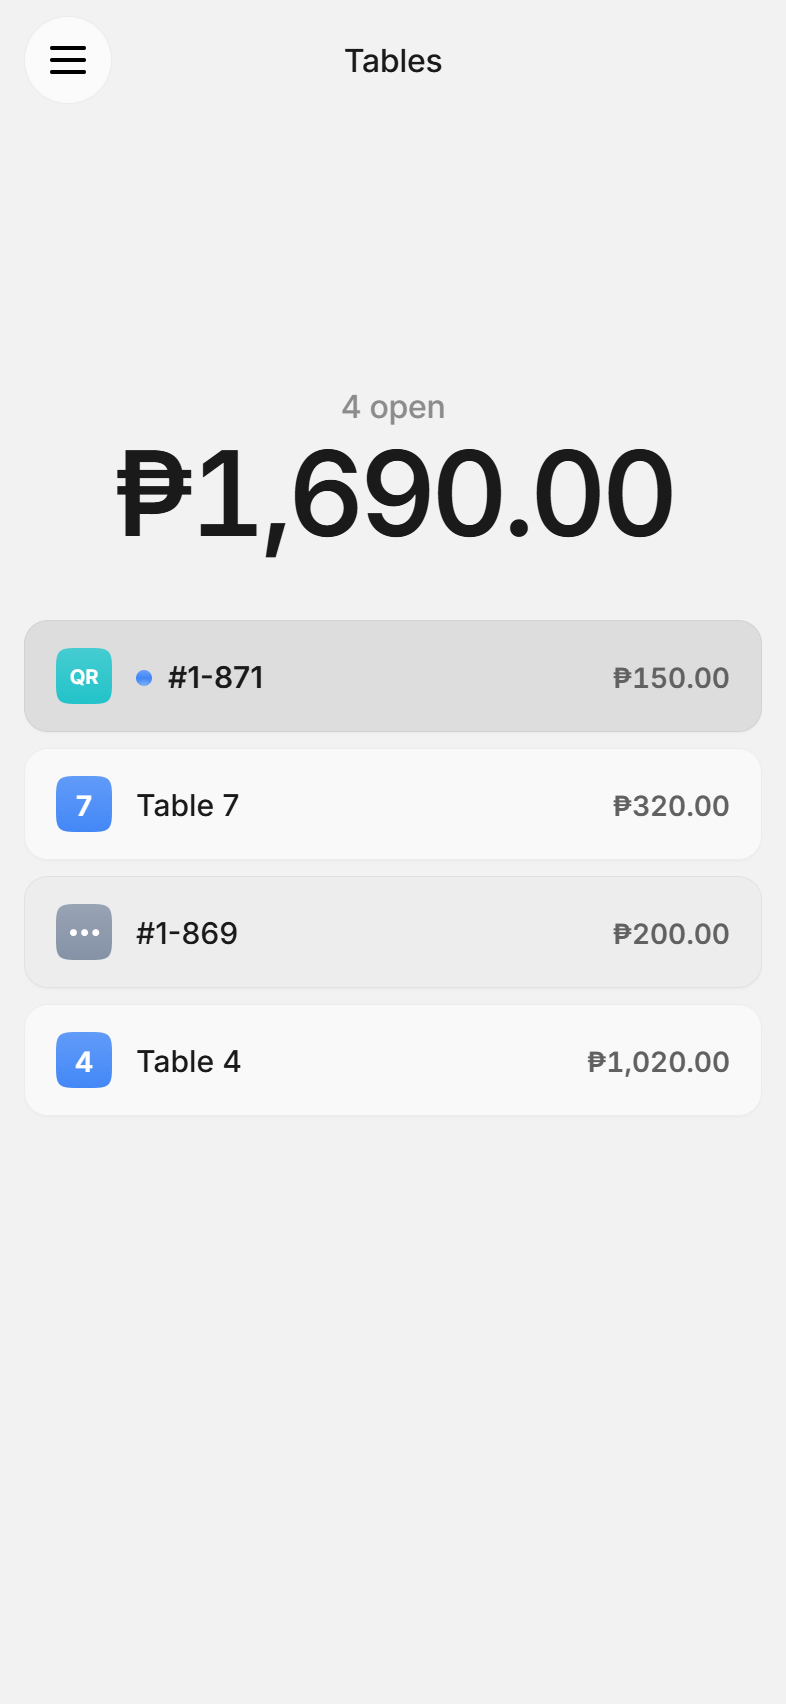 Tables
4 open
₱1,690.00
QR #1-871 ₱150.00
7 Table 7 ₱320.00
#1-869 ₱200.00
4 Table 4 ₱1,020.00